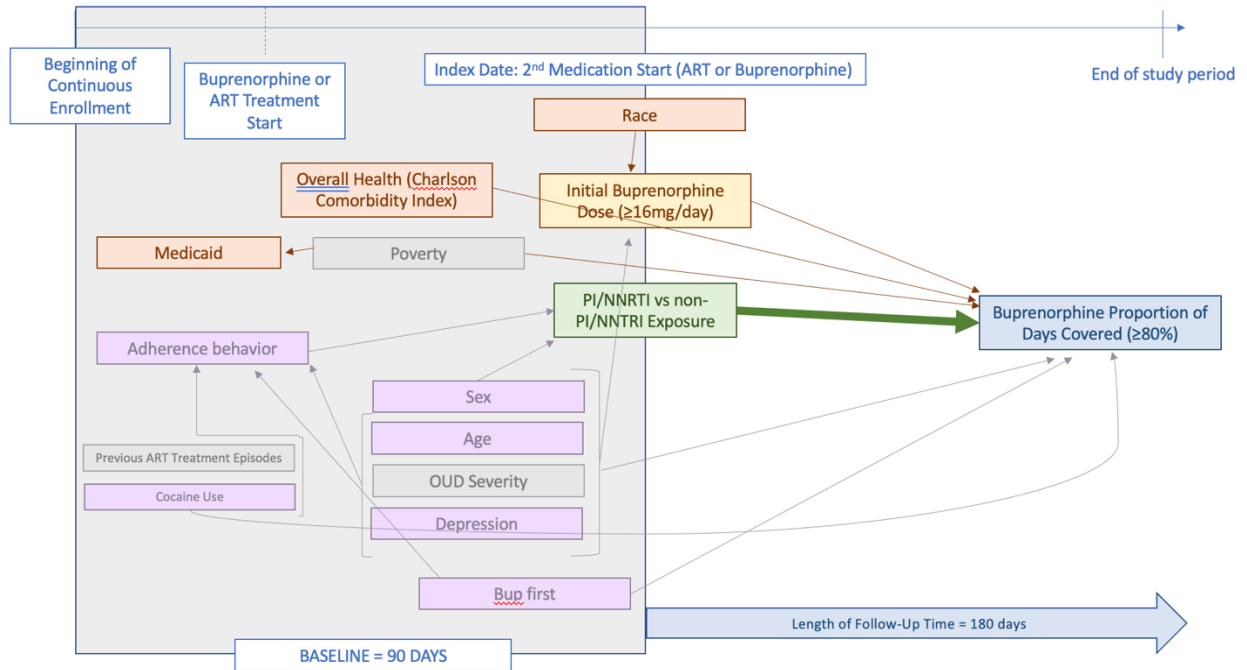 Beginning of
Continuous
Enrollment
Buprenorphine or
ART Treatment
Start
Index Date: 2nd Medication Start (ART or Buprenorphine)
End of study period
Race
Overall Health (Charlson
Comorbidity Index)
Initial Buprenorphine
Dose (≥16mg/day)
Medicaid
Poverty
PI/NNRTI vs non-
PI/NNTRI Exposure
Buprenorphine Proportion of
Days Covered (≥80%)
Adherence behavior
Sex
Age
Previous ART Treatment Episodes
OUD Severity
Cocaine Use
Depression
Bup first
Length of Follow-Up Time = 180 days
BASELINE = 90 DAYS